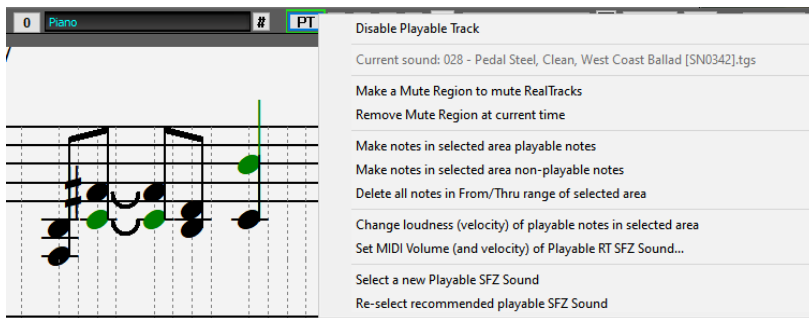 0 Piano # PT
Disable Playable Track
Current sound: 028 - Pedal Steel, Clean, West Coast Ballad [SN0342].tgs
Make a Mute Region to mute RealTracks
Remove Mute Region at current time
Make notes in selected area playable notes
Make notes in selected area non-playable notes
Delete all notes in From/Thru range of selected area
Change loudness (velocity) of playable notes in selected area
Set MIDI Volume (and velocity) of Playable RT SFZ Sound...
Select a new Playable SFZ Sound
Re-select recommended playable SFZ Sound